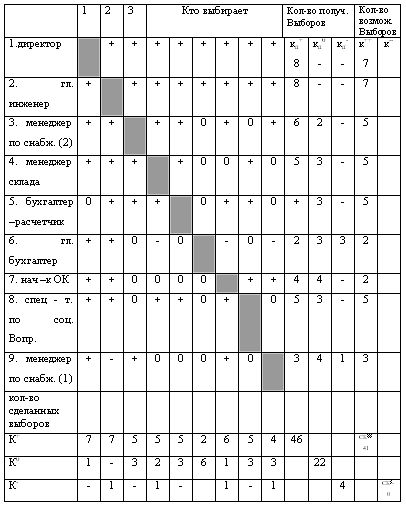 1 2 3 Кто выбирает Кол-во получ. Выборов Кол-во возмож. Выборов
1.директор + + + + + + + + кп+ кп0 кп- к++ к--
8 - - 7
2. гл. инженер + + + + + + + + 8 - - 7
3. менеджер по снабж. (2) + + + + 0 + 0 + 6 2 - 5
4. менеджер склада + + + + 0 0 + 0 5 3 - 5
5. бухгалтер –расчетчик 0 + + + 0 + + 0 + 3 - 5
6. гл. бухгалтер + + 0 - 0 - 0 - 2 3 3 2
7. нач –к ОК + + 0 0 0 0 + + 4 4 - 2
8. спец - т. по соц. Вопр. + + 0 + + 0 + 0 5 3 - 5
9. менеджер по снабж. (1) + - + 0 0 0 + 0 3 4 1 3
кол-во сделанных выборов
К+ 7 7 5 5 5 2 6 5 4 46
К0 1 - 3 2 3 6 1 3 3 22
К- - 1 - 1 - 1 - 1 4